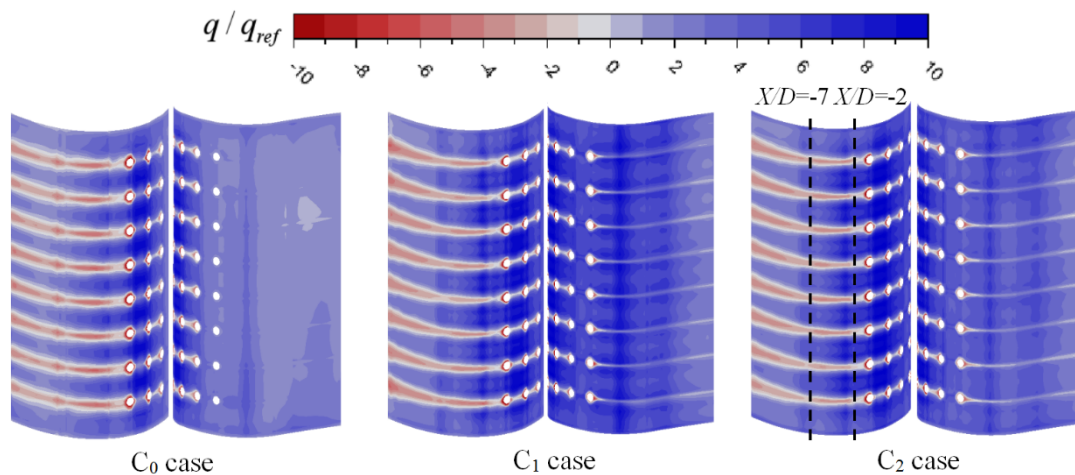 q / q_ref
-10 -8 -6 -4 -2 0 2 4 6 8 10
X/D=-7 X/D=-2
C₀ case C₁ case C₂ case